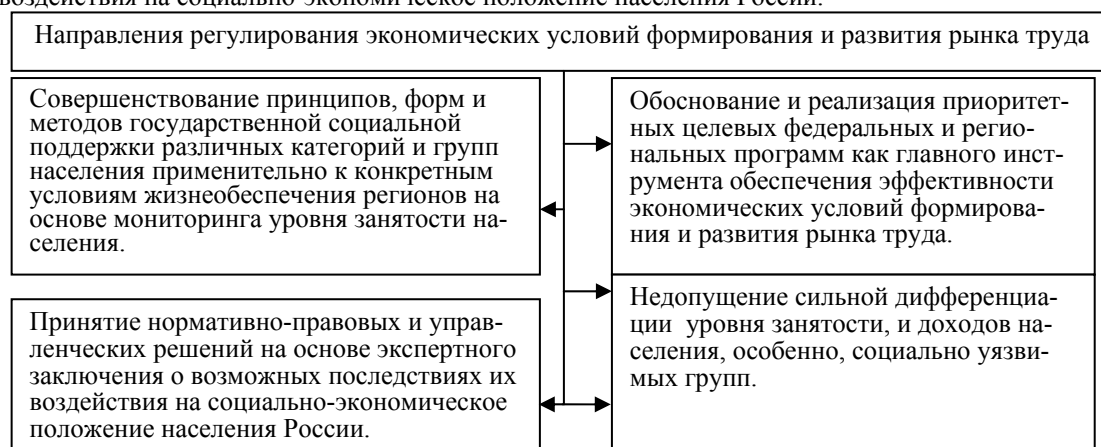 воздействия на социально-экономическое положение населения России.
Направления регулирования экономических условий формирования и развития рынка труда
Совершенствование принципов, форм и
методов государственной социальной
поддержки различных категорий и групп
населения применительно к конкретным
условиям жизнеобеспечения регионов на
основе мониторинга уровня занятости на-
селения.
Обоснование и реализация приоритет-
ных целевых федеральных и регио-
нальных программ как главного инст-
румента обеспечения эффективности
экономических условий формирова-
ния и развития рынка труда.
Принятие нормативно-правовых и управ-
ленческих решений на основе экспертного
заключения о возможных последствиях их
воздействия на социально-экономическое
положение населения России.
Недопущение сильной дифференциа-
ции уровня занятости, и доходов на-
селения, особенно, социально уязви-
мых групп.